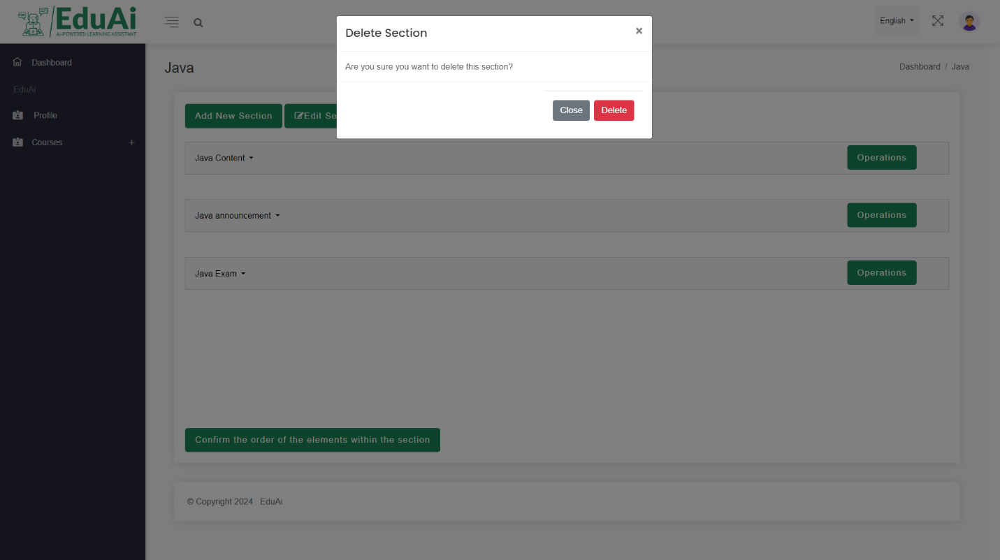 EduAi
AI-POWERED LEARNING ASSISTANT
English
Delete Section
×
Are you sure you want to delete this section?
Close
Delete
Dashboard
EduAi
Profile
Courses
+
Java
Dashboard / Java
Add New Section
Edit Se
Java Content
Operations
Java announcement
Operations
Java Exam
Operations
Confirm the order of the elements within the section
© Copyright 2024 . EduAi